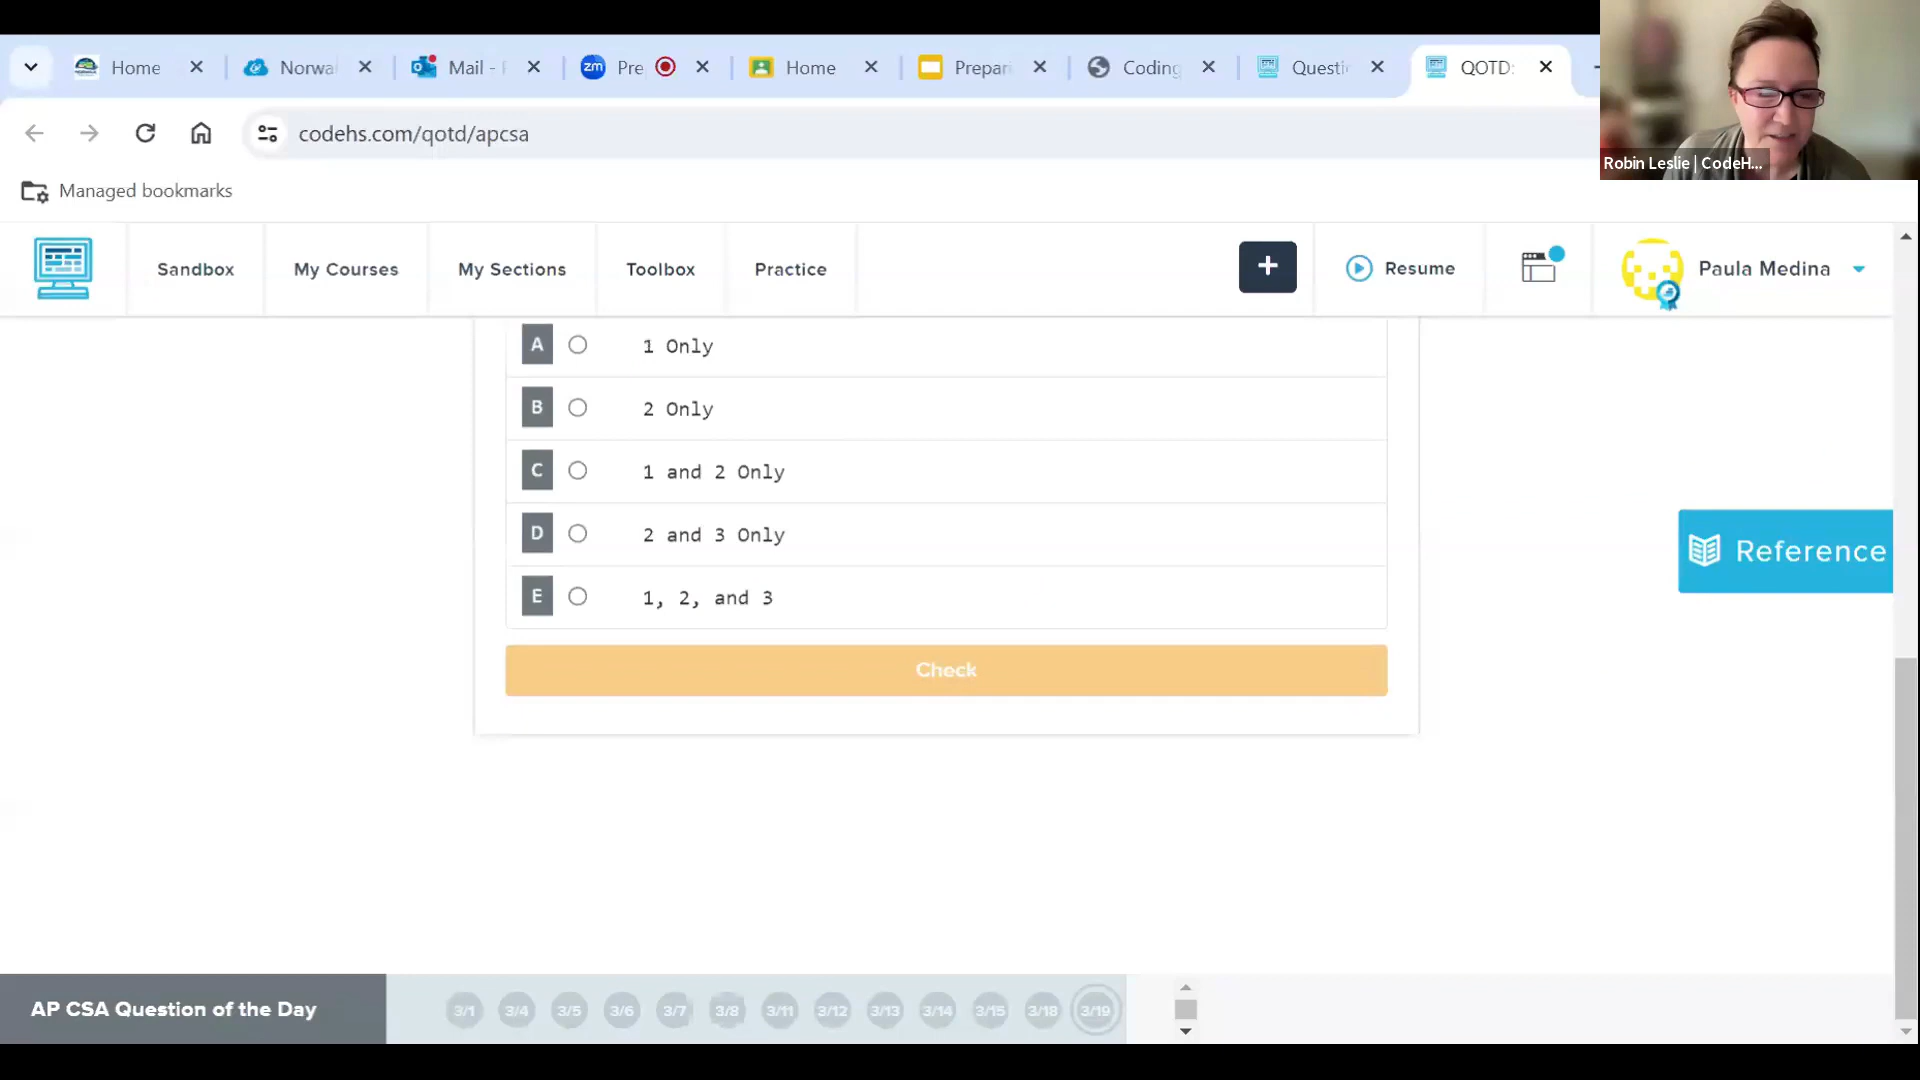 Home
Norwa
Mail -
zm
Pre
Home
Prepari
Coding
Questi
QOTD:
codehs.com/qotd/apcsa
Robin Leslie | CodeH...
Managed bookmarks
Sandbox
My Courses
My Sections
Toolbox
Practice
+
Resume
Paula Medina
A 1 Only
B 2 Only
C 1 and 2 Only
D 2 and 3 Only
E 1, 2, and 3
Reference
Check
AP CSA Question of the Day
3/1 3/4 3/5 3/6 3/7 3/8 3/11 3/12 3/13 3/14 3/15 3/18 3/19